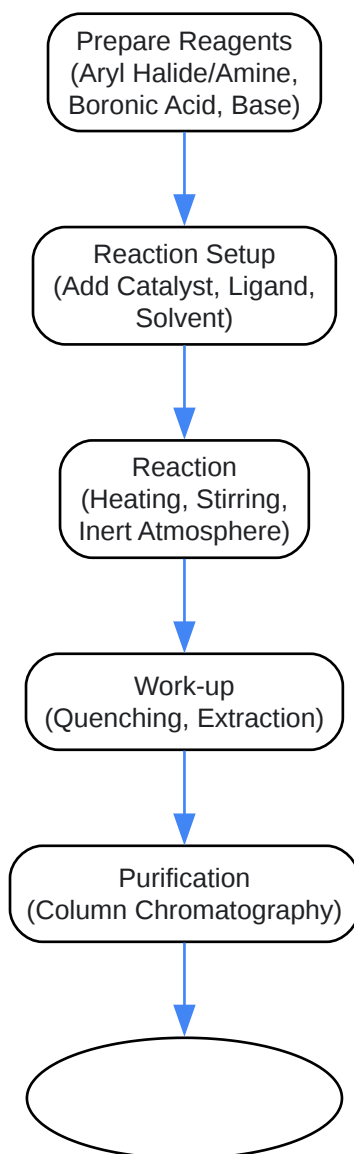 Prepare Reagents
(Aryl Halide/Amine,
Boronic Acid, Base)
Reaction Setup
(Add Catalyst, Ligand,
Solvent)
Reaction
(Heating, Stirring,
Inert Atmosphere)
Work-up
(Quenching, Extraction)
Purification
(Column Chromatography)